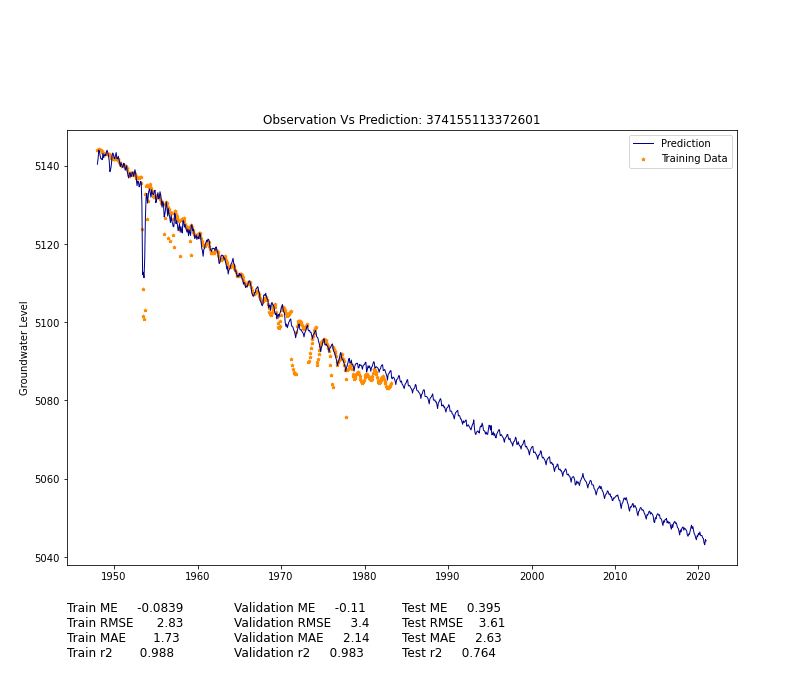 Observation Vs Prediction: 374155113372601
Prediction
Training Data
5140
5120
5100
5080
5060
5040
Groundwater Level
1950 1960 1970 1980 1990 2000 2010 2020
Train ME -0.0839 Validation ME -0.11 Test ME 0.395
Train RMSE 2.83 Validation RMSE 3.4 Test RMSE 3.61
Train MAE 1.73 Validation MAE 2.14 Test MAE 2.63
Train r2 0.988 Validation r2 0.983 Test r2 0.764